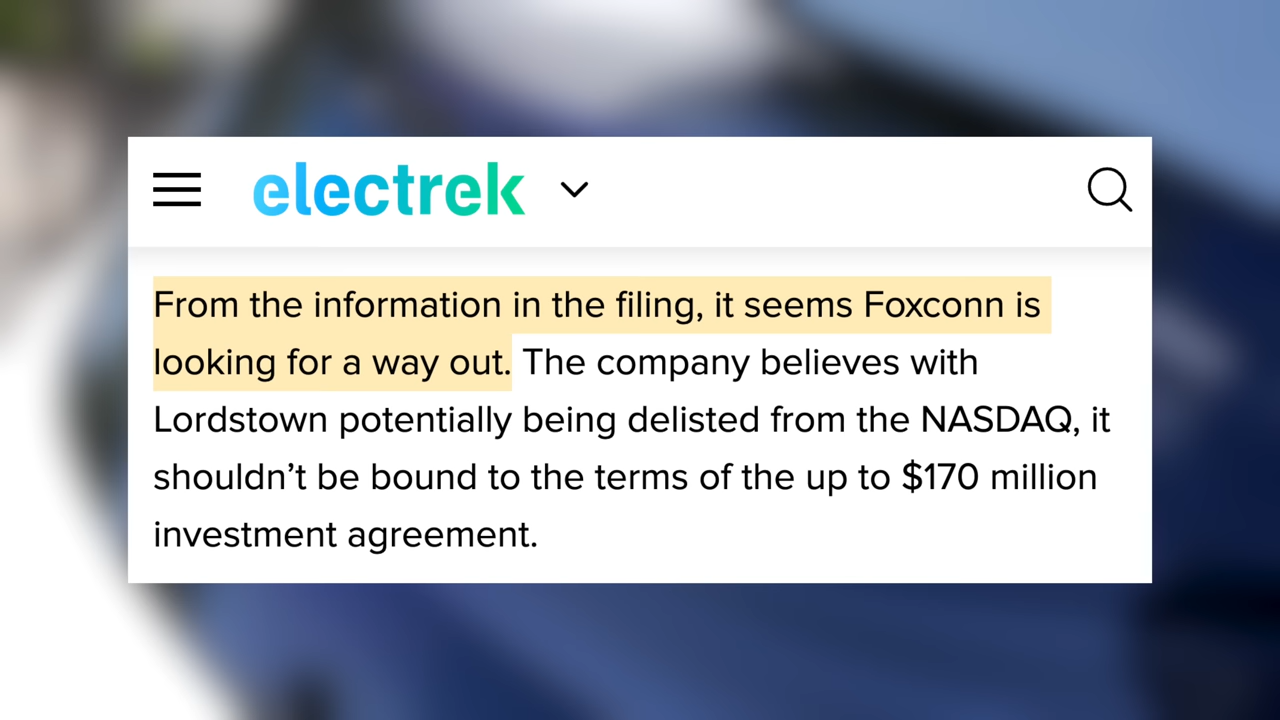 electrek
From the information in the filing, it seems Foxconn is
looking for a way out. The company believes with
Lordstown potentially being delisted from the NASDAQ, it
shouldn’t be bound to the terms of the up to $170 million
investment agreement.